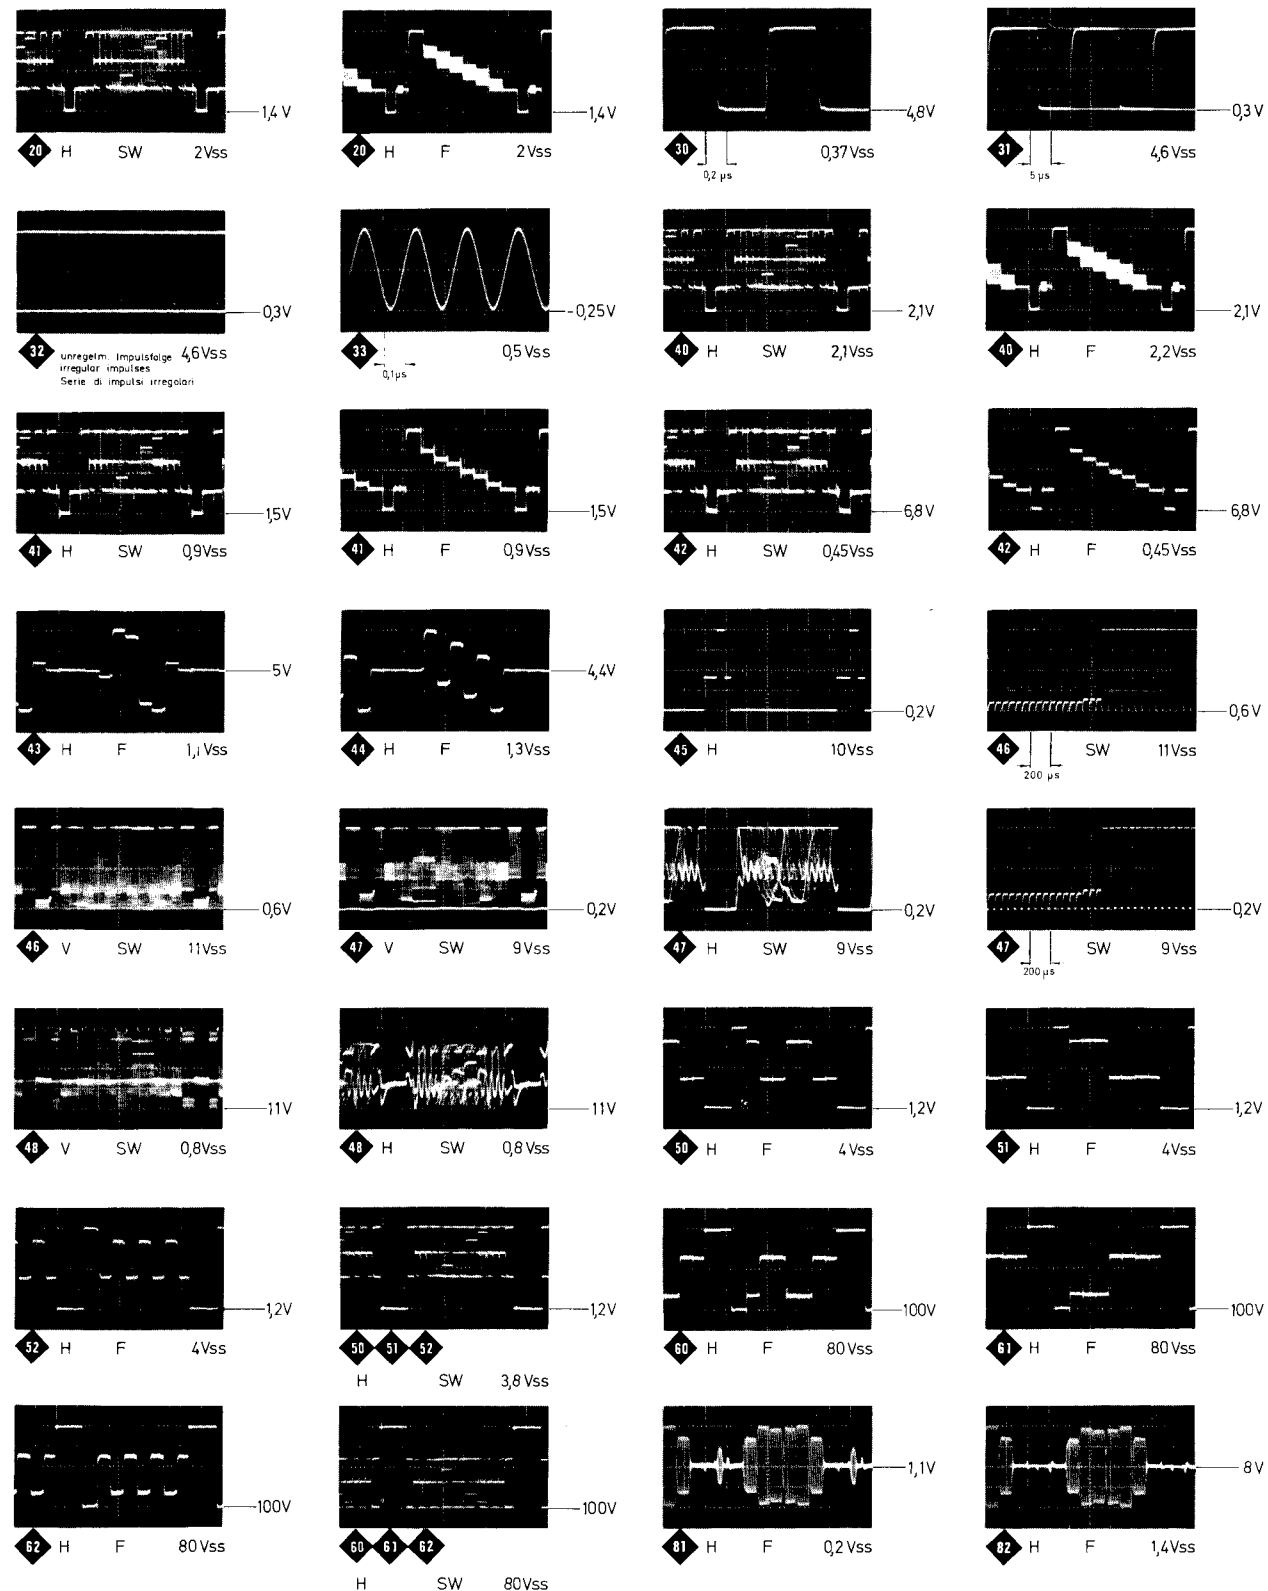 1,4 V
20 H SW 2Vss
1,4V
20 H F 2Vss
4,8V
30 0,37Vss
0,2 µs
0,3V
31 4,6Vss
5 µs
0,3V
32 unregelm. Impulsfolge 4,6Vss
irregular impulses
Serie di impulsi irregolari
-0,25V
33 0,5Vss
0,1µs
2,1V
40 H SW 2,1Vss
2,1V
40 H F 2,2Vss
1,5V
41 H SW 0,9Vss
1,5V
41 H F 0,9Vss
6,8V
42 H SW 0,45Vss
6,8V
42 H F 0,45Vss
5V
43 H F 1,1Vss
4,4V
44 H F 1,3Vss
0,2V
45 H 10Vss
0,6V
46 SW 11Vss
200 µs
0,6V
46 V SW 11Vss
0,2V
47 V SW 9Vss
0,2V
47 H SW 9Vss
0,2V
47 SW 9Vss
200 µs
11V
48 V SW 0,8Vss
11V
48 H SW 0,8Vss
1,2V
50 H F 4Vss
1,2V
51 H F 4Vss
1,2V
52 H F 4Vss
1,2V
50 51 52
H SW 3,8Vss
100V
60 H F 80Vss
100V
61 H F 80Vss
100V
62 H F 80Vss
100V
60 61 62
H SW 80Vss
1,1V
81 H F 0,2Vss
8V
82 H F 1,4Vss